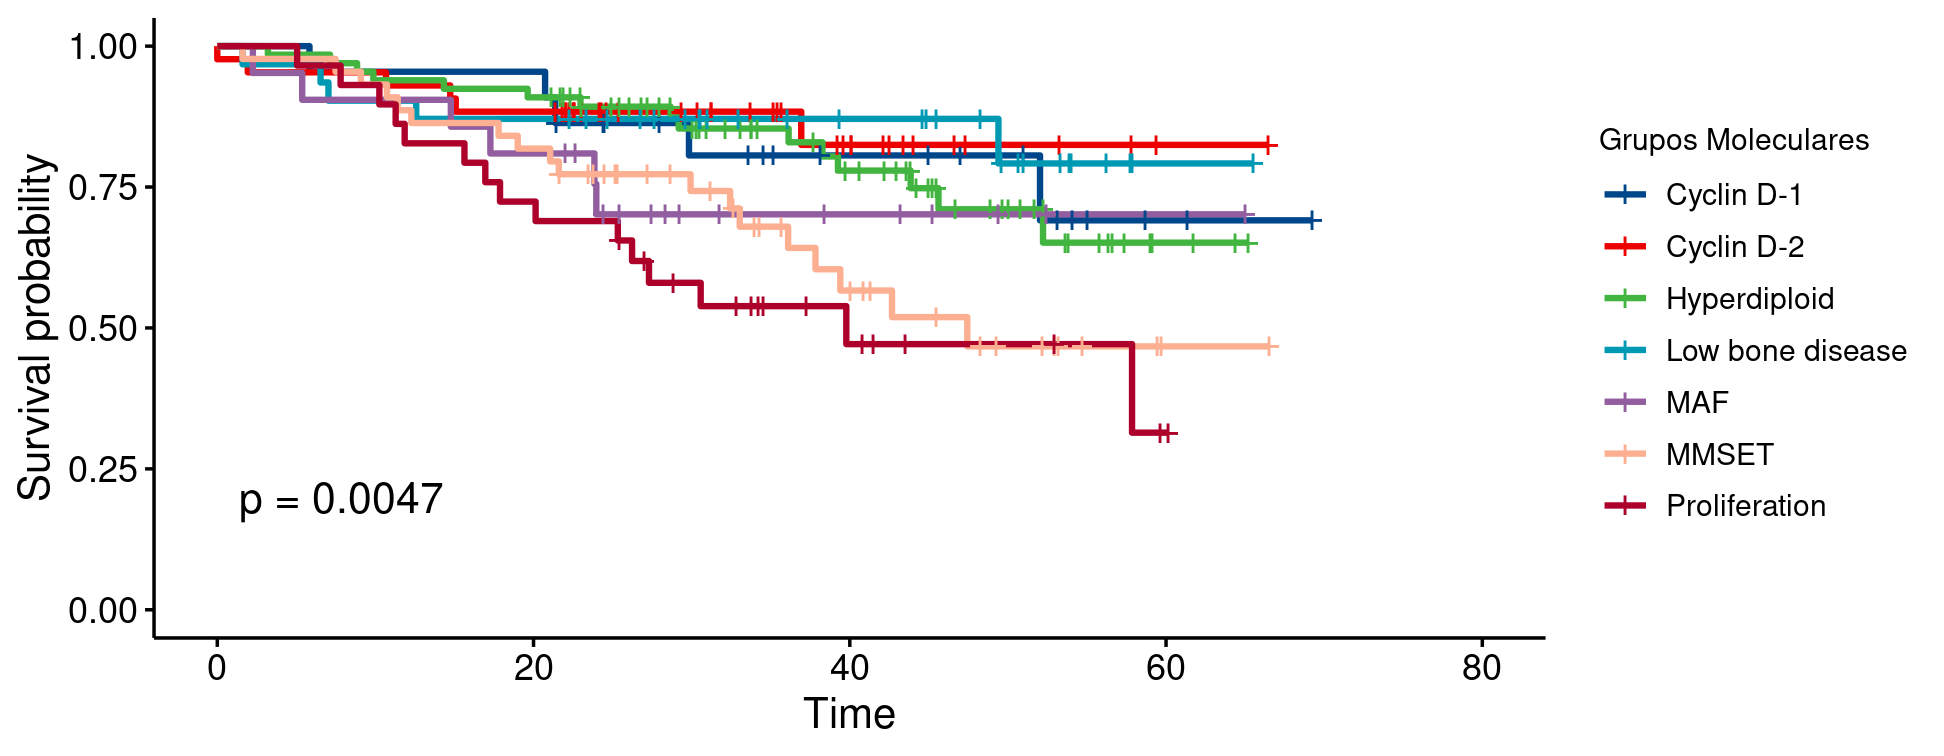 Survival probability
1.00
0.75
0.50
0.25
0.00
p = 0.0047
0 20 40 60 80
Time
Grupos Moleculares
Cyclin D-1
Cyclin D-2
Hyperdiploid
Low bone disease
MAF
MMSET
Proliferation